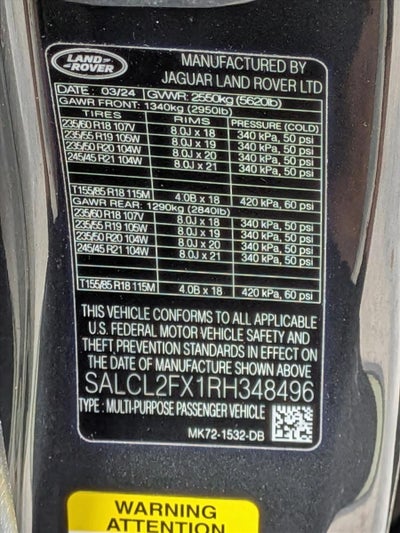 LAND
ROVER
MANUFACTURED BY
JAGUAR LAND ROVER LTD
DATE : 03/24 GVWR: 2550kg (5620lb)
GAWR FRONT: 1340kg (2950lb)
TIRES RIMS PRESSURE (COLD)
235/60 R18 107V 8.0J x 18 340 kPa, 50 psi
235/55 R19 105W 8.0J x 19 340 kPa, 50 psi
235/50 R20 104W 8.0J x 20 340 kPa, 50 psi
245/45 R21 104W 8.0J x 21 340 kPa, 50 psi
T155/85 R18 115M 4.0B x 18 420 kPa, 60 psi
GAWR REAR: 1290kg (2840lb)
235/60 R18 107V 8.0J x 18 340 kPa, 50 psi
235/55 R19 105W 8.0J x 19 340 kPa, 50 psi
235/50 R20 104W 8.0J x 20 340 kPa, 50 psi
245/45 R21 104W 8.0J x 21 340 kPa, 50 psi
T155/85 R18 115M 4.0B x 18 420 kPa, 60 psi
THIS VEHICLE CONFORMS TO ALL APPLICABLE
U.S. FEDERAL MOTOR VEHICLE SAFETY AND
THEFT PREVENTION STANDARDS IN EFFECT ON
THE DATE OF MANUFACTURE SHOWN ABOVE
SALCL2FX1RH348496
TYPE : MULTI-PURPOSE PASSENGER VEHICLE
MK72-1532-DB
WARNING
ATTENTION